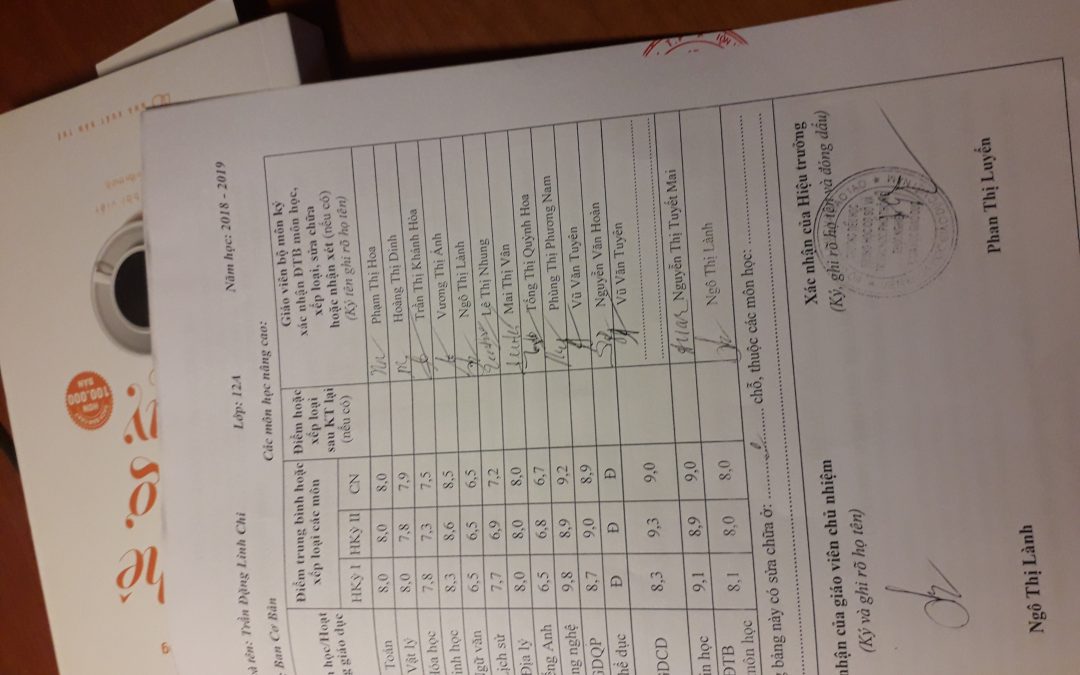 Năm học: 2018 - 2019
tên: Trần Đặng Linh Chi Lớp: 12A
Ban Cơ Bản Các môn học nâng cao:
học/Hoạt giáo dục | Điểm trung bình hoặc xếp loại các môn | Điểm hoặc xếp loại sau KT lại (nếu có) | Giáo viên bộ môn ký xác nhận ĐTB môn học, xếp loại, sửa chữa hoặc nhận xét (nếu có) (Ký tên ghi rõ họ tên)
HKỳ I HKỳ II CN
Toán 8,0 8,0 8,0 Phạm Thị Hoa
Vật lý 8,0 7,8 7,9 Hoàng Thị Dinh
óa học 7,8 7,3 7,5 Trần Thị Khánh Hòa
inh học 8,3 8,6 8,5 Vương Thị Ánh
gữ văn 6,5 6,5 6,5 Ngô Thị Lành
ịch sử 7,7 6,9 7,2 Lê Thị Nhung
Địa lý 8,0 8,0 8,0 Mai Thị Vân
ếng Anh 6,5 6,8 6,7 Tống Thị Quỳnh Hoa
ng nghệ 9,8 8,9 9,2 Phùng Thị Phương Nam
GDQP 8,7 9,0 8,9 Vũ Văn Tuyên
hể dục Đ Đ Đ Nguyễn Văn Hoàn
Vũ Văn Tuyên
GDCD 8,3 9,3 9,0
in học 9,1 8,9 9,0 Nguyễn Thị Tuyết Mai
ĐTB môn học 8,1 8,0 8,0 Ngô Thị Lành
bảng này có sửa chữa ở: 0 chỗ, thuộc các môn học:
nhận của giáo viên chủ nhiệm
(Ký và ghi rõ họ tên)
Ngô Thị Lành
Xác nhận của Hiệu trưởng
(Ký, ghi rõ họ tên và đóng dấu)
Phan Thị Luyến
HƠN
100.000
BẢN